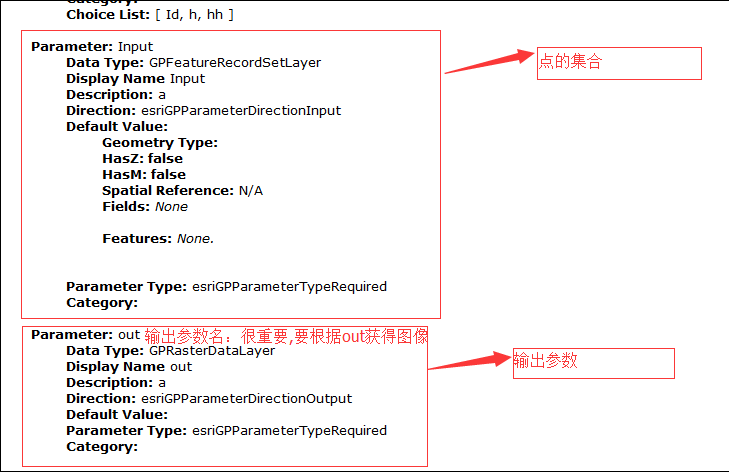 Choice List: [ Id, h, hh ]
Parameter: Input
Data Type: GPFeatureRecordSetLayer
点的集合
Display Name Input
Description: a
Direction: esriGPParameterDirectionInput
Default Value:
Geometry Type:
HasZ: false
HasM: false
Spatial Reference: N/A
Fields: None
Features: None.
Parameter Type: esriGPParameterTypeRequired
Category:
Parameter: out 输出参数名：很重要,要根据out获得图像
Data Type: GPRasterDataLayer
Display Name out
输出参数
Description: a
Direction: esriGPParameterDirectionOutput
Default Value:
Parameter Type: esriGPParameterTypeRequired
Category: